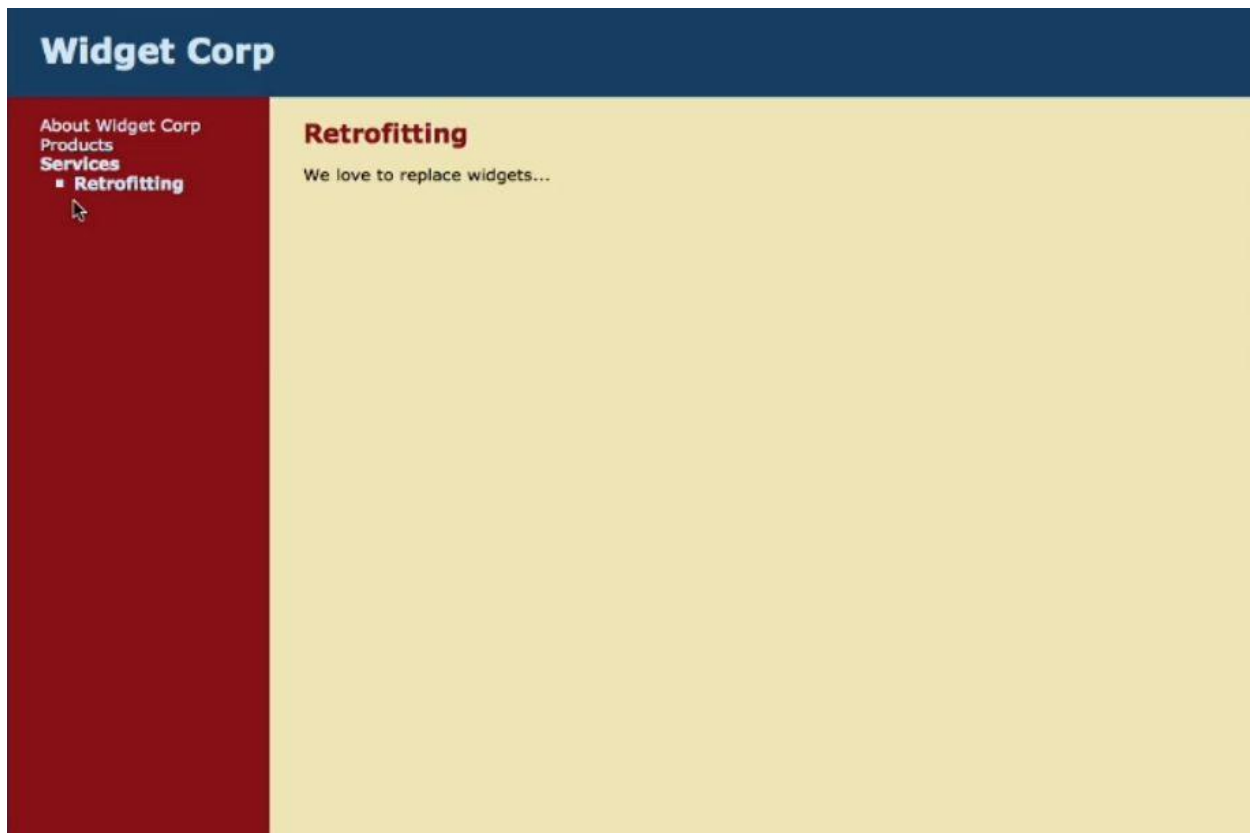 Widget Corp
About Widget Corp
Products
Services
Retrofitting
Retrofitting
We love to replace widgets...